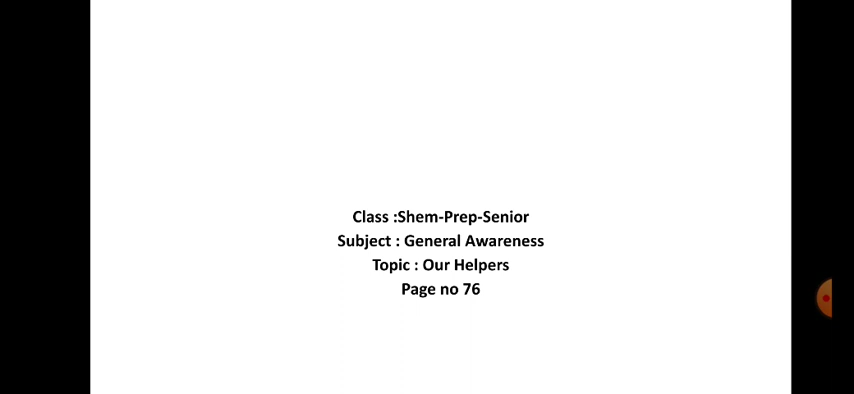 Class :Shem-Prep-Senior
Subject : General Awareness
Topic : Our Helpers
Page no 76